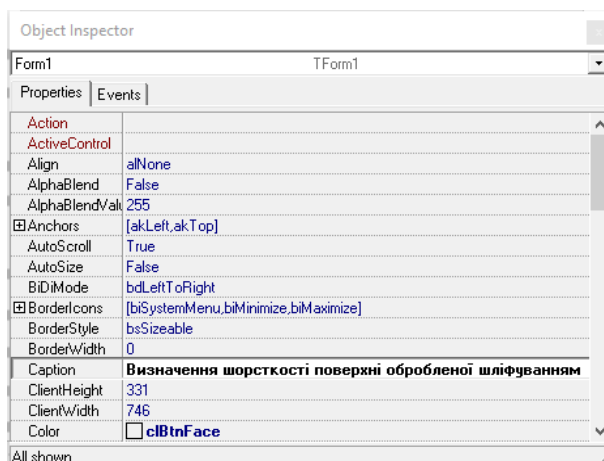 Object Inspector
Form1 TForm1
Properties Events
Action
ActiveControl
Align alNone
AlphaBlend False
AlphaBlendValu 255
Anchors [akLeft,akTop]
AutoScroll True
AutoSize False
BiDiMode bdLeftToRight
BorderIcons [biSystemMenu,biMinimize,biMaximize]
BorderStyle bsSizeable
BorderWidth 0
Caption Визначення шорсткості поверхні обробленої шліфуванням
ClientHeight 331
ClientWidth 746
Color clBtnFace
All shown